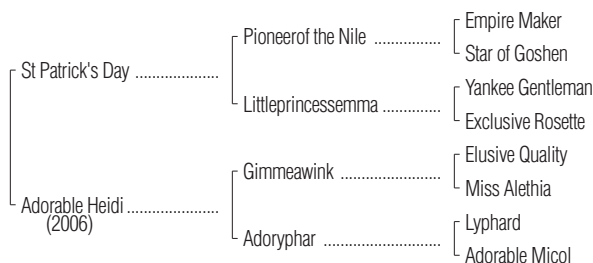 Empire Maker
Pioneerof the Nile ................
Star of Goshen
St Patrick's Day ....................
Yankee Gentleman
Littleprincessemma ...............
Exclusive Rosette
Elusive Quality
Gimmeawink ........................
Miss Alethia
Adorable Heidi ......................
(2006)
Lyphard
Adoryphar ............................
Adorable Micol